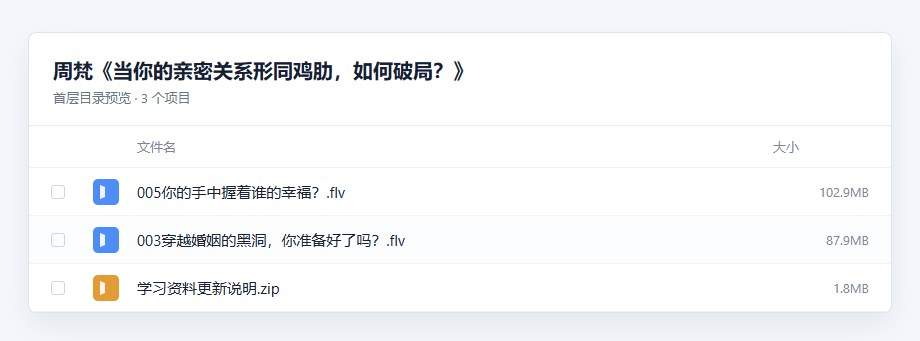 周梵《当你的亲密关系形同鸡肋，如何破局？》
首层目录预览 · 3 个项目
文件名 大小
005你的手中握着谁的幸福？.flv 102.9MB
003穿越婚姻的黑洞，你准备好了吗？.flv 87.9MB
学习资料更新说明.zip 1.8MB